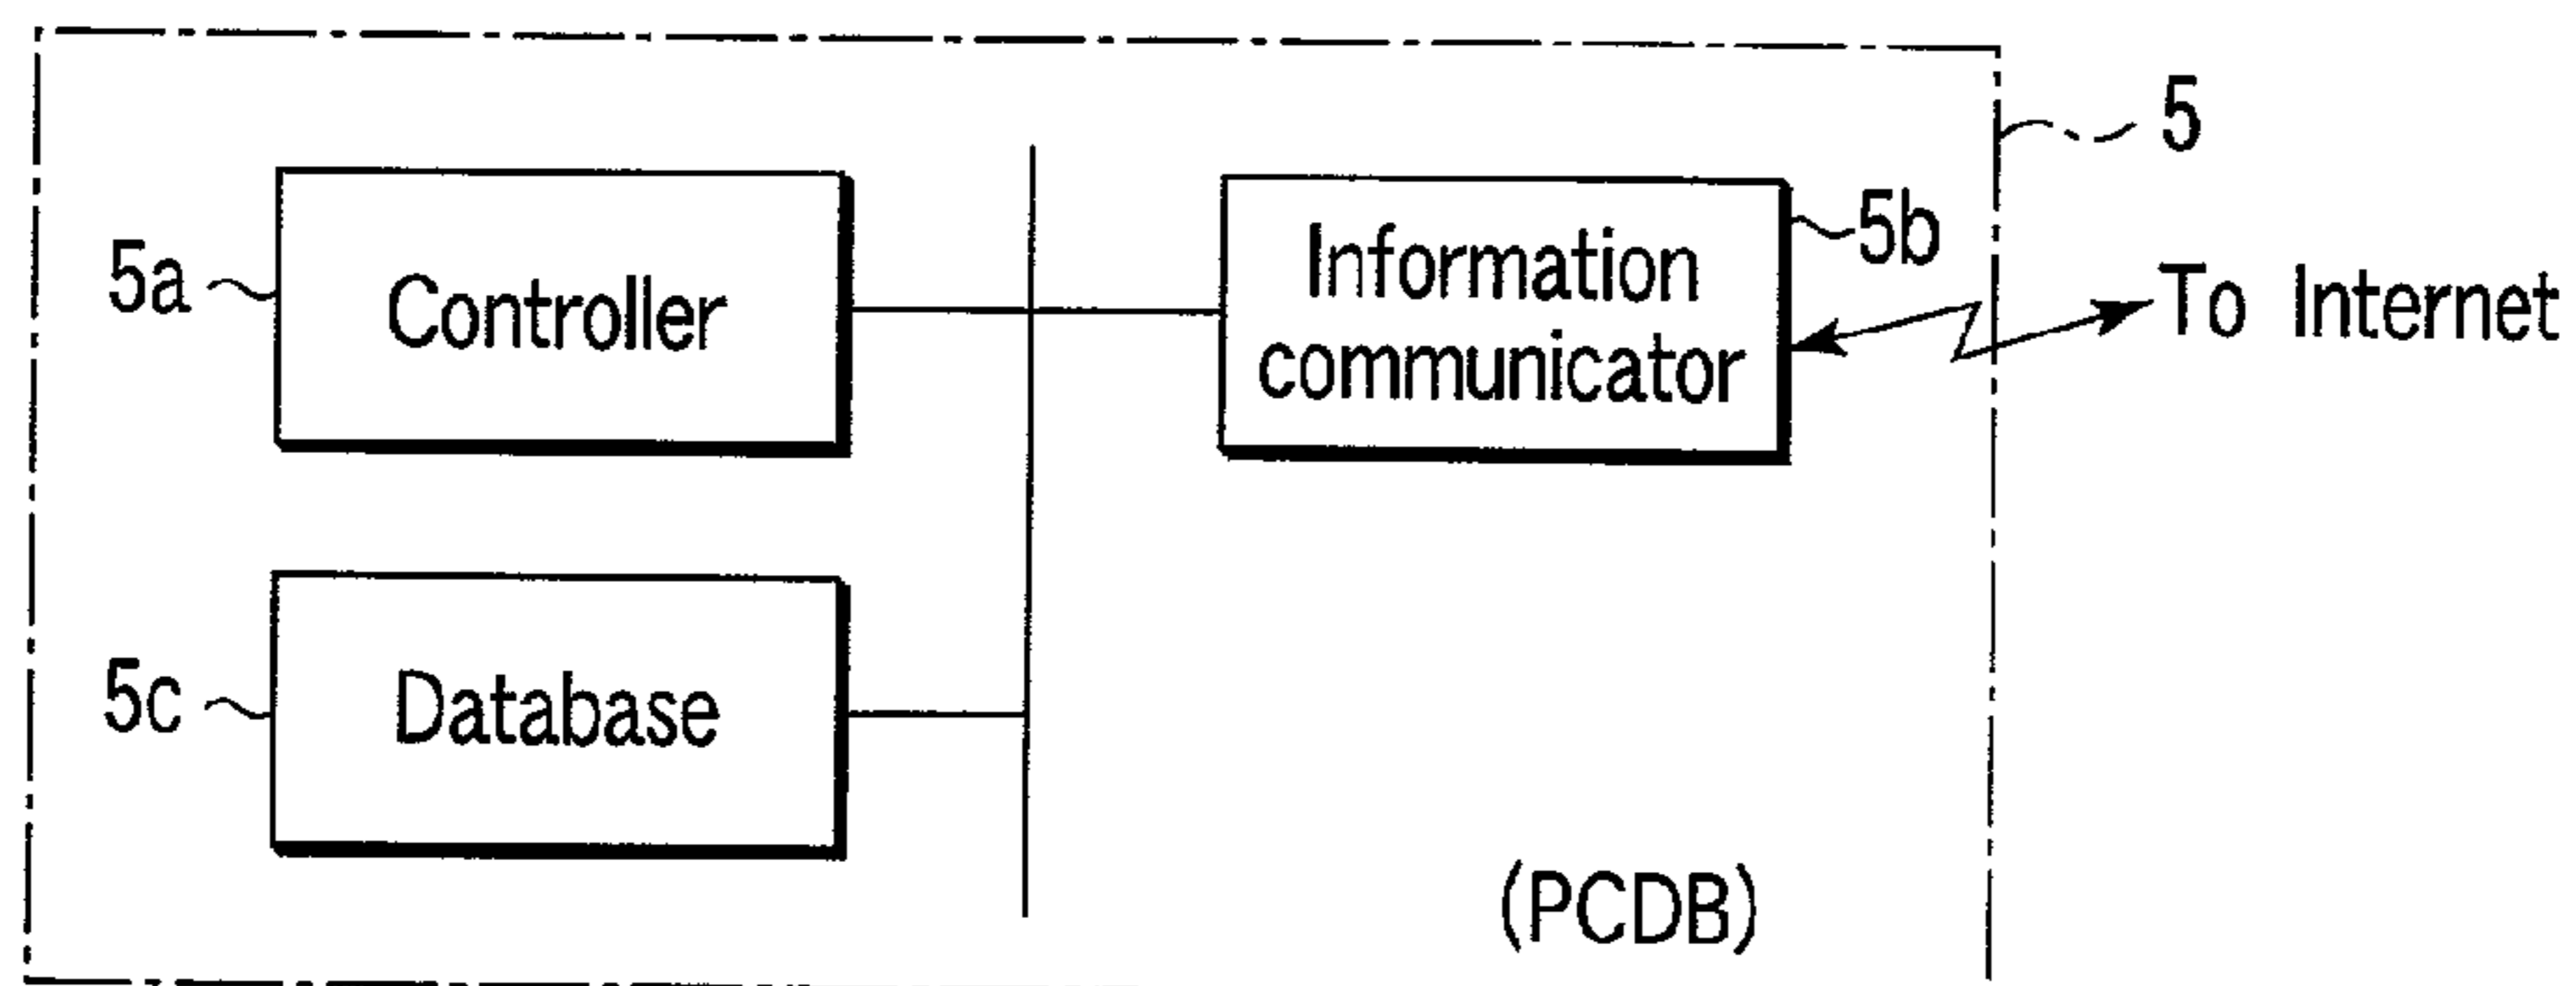 5
5a
Controller
Information
communicator
5b
To Internet
5c
Database
(PCDB)